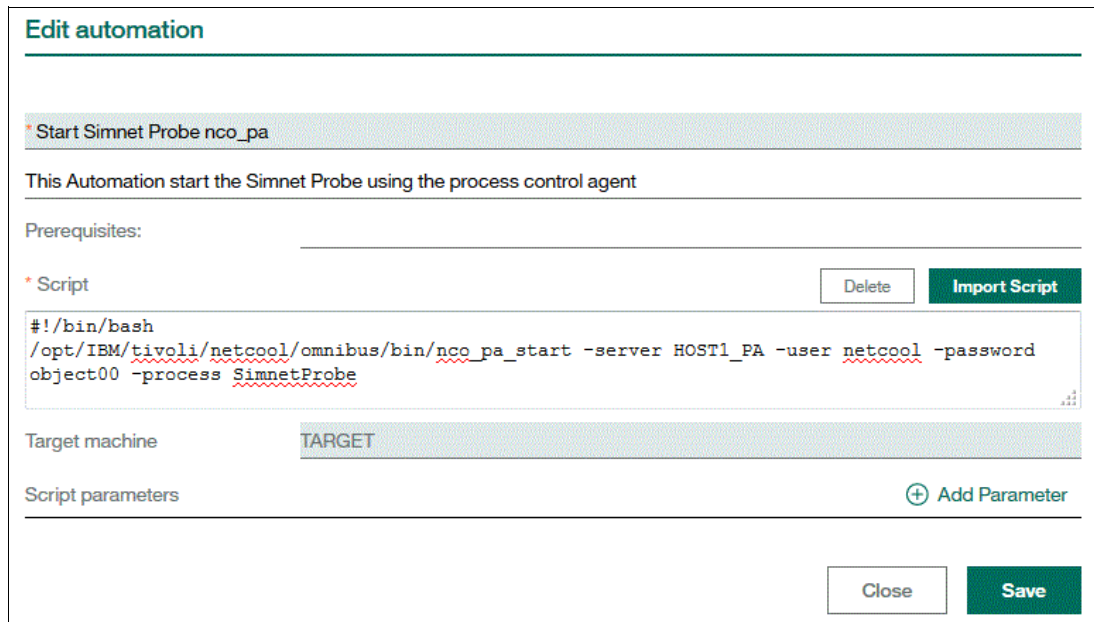 Edit automation
* Start Simnet Probe nco_pa
This Automation start the Simnet Probe using the process control agent
Prerequisites:
* Script
Delete
Import Script
#!/bin/bash
/opt/IBM/tivoli/netcool/omnibus/bin/nco_pa_start -server HOST1_PA -user netcool -password
object00 -process SimnetProbe
Target machine
TARGET
Script parameters
Add Parameter
Close
Save